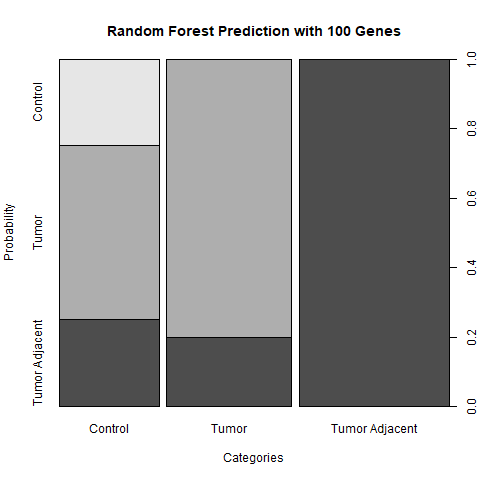 Random Forest Prediction with 100 Genes
Control
Tumor
Tumor Adjacent
Probability
1.0
0.8
0.6
0.4
0.2
0.0
Control
Tumor
Tumor Adjacent
Categories